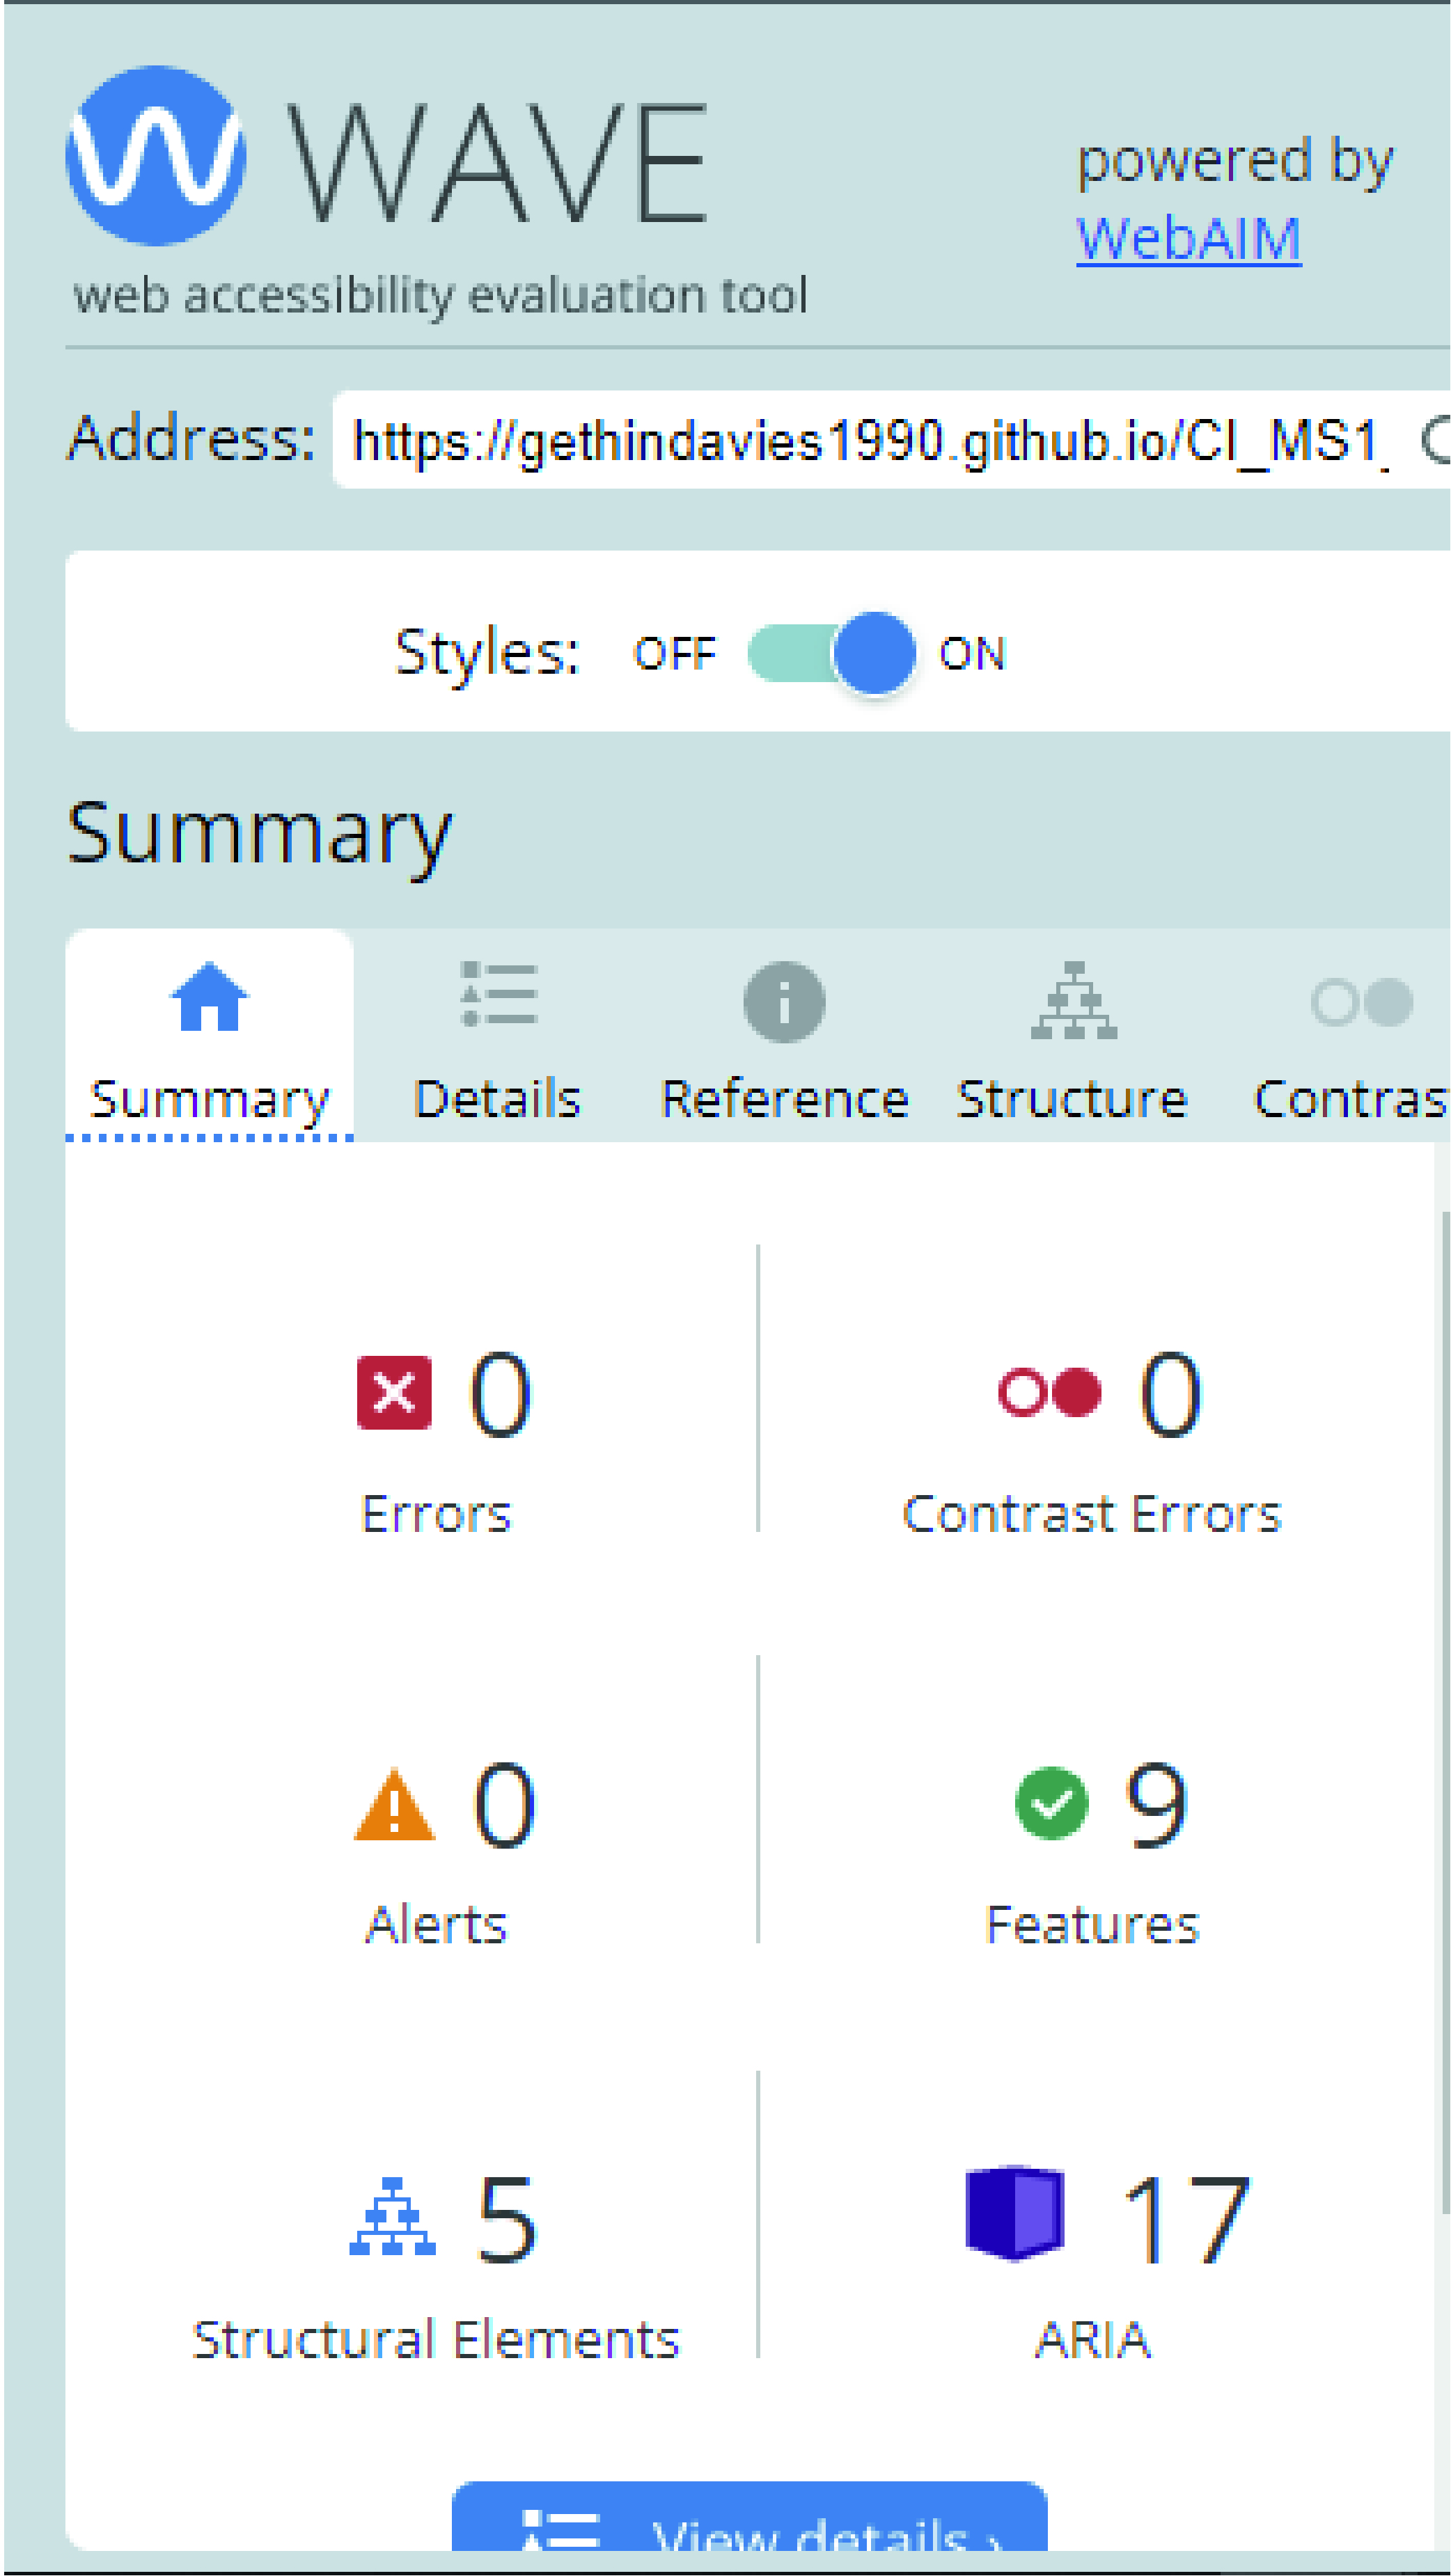 WAVE
powered by
WebAIM
web accessibility evaluation tool
Address: https://gethindavies1990.github.io/CI_MS1_
Styles: OFF ON
Summary
Summary Details Reference Structure Contras
0 0
Errors Contrast Errors
0 9
Alerts Features
5 17
Structural Elements ARIA
View details ›